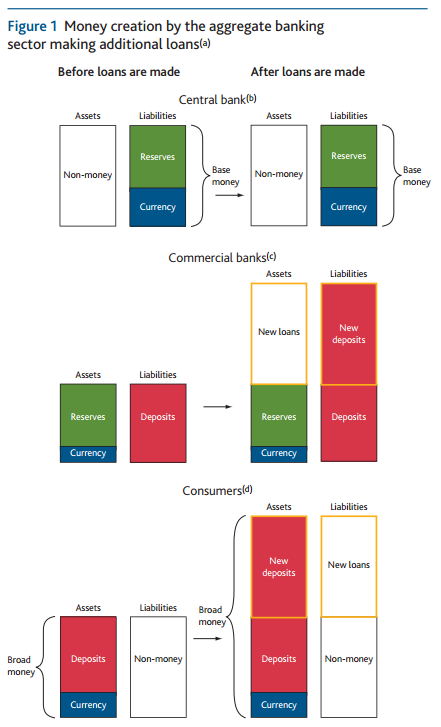 Figure 1 Money creation by the aggregate banking
sector making additional loans(a)
Before loans are made
After loans are made
Central bank(b)
Assets
Liabilities
Assets
Liabilities
Non-money
Reserves
Currency
Base
money
Non-money
Reserves
Currency
Base
money
Commercial banks(c)
Assets
Liabilities
New loans
New
deposits
Assets
Liabilities
Reserves
Deposits
Currency
Reserves
Deposits
Currency
Consumers(d)
Assets
Liabilities
New
deposits
New loans
Assets
Liabilities
Broad
money
Broad
money
Deposits
Non-money
Currency
Deposits
Non-money
Currency